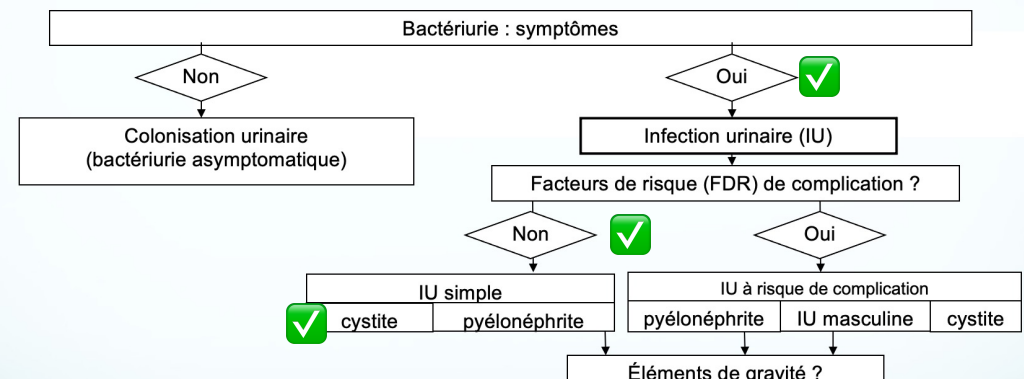 Bactériurie : symptômes
Non
Oui
Colonisation urinaire
(bactériurie asymptomatique)
Infection urinaire (IU)
Facteurs de risque (FDR) de complication ?
Non
Oui
IU simple
cystite
pyélonéphrite
IU à risque de complication
pyélonéphrite
IU masculine
cystite
Éléments de gravité ?